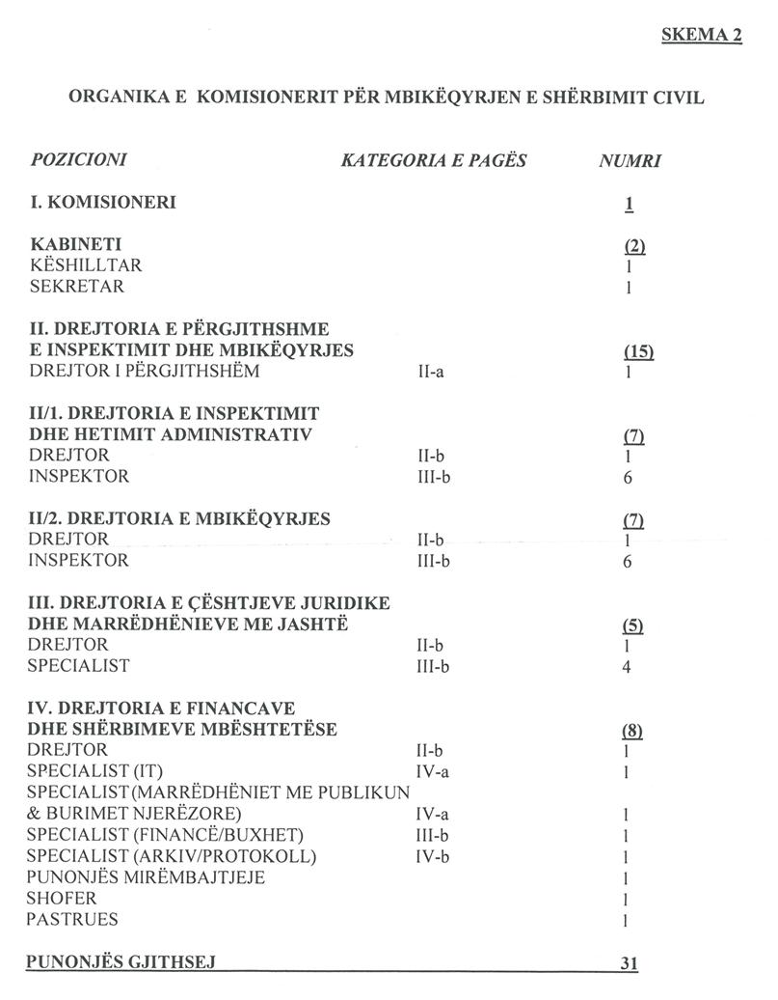 SKEMA 2
ORGANIKA E KOMISIONERIT PËR MBIKËQYRJEN E SHËRBIMIT CIVIL
POZICIONI KATEGORIA E PAGËS NUMRI
I. KOMISIONERI 1
KABINETI (2)
KËSHILLTAR 1
SEKRETAR 1
II. DREJTORIA E PËRGJITHSHME
E INSPEKTIMIT DHE MBIKËQYRJES (15)
DREJTOR I PËRGJITHSHËM II-a 1
II/1. DREJTORIA E INSPEKTIMIT
DHE HETIMIT ADMINISTRATIV (7)
DREJTOR II-b 1
INSPEKTOR III-b 6
II/2. DREJTORIA E MBIKËQYRJES (7)
DREJTOR II-b 1
INSPEKTOR III-b 6
III. DREJTORIA E ÇËSHTJEVE JURIDIKE
DHE MARRËDHËNIEVE ME JASHTË (5)
DREJTOR II-b 1
SPECIALIST III-b 4
IV. DREJTORIA E FINANCAVE
DHE SHËRBIMEVE MBËSHTETËSE (8)
DREJTOR II-b 1
SPECIALIST (IT) IV-a 1
SPECIALIST (MARRËDHËNIET ME PUBLIKUN
& BURIMET NJERËZORE) IV-a 1
SPECIALIST (FINANCË/BUXHET) III-b 1
SPECIALIST (ARKIV/PROTOKOLL) IV-b 1
PUNONJËS MIRËMBAJTJEJE 1
SHOFER 1
PASTRUES 1
PUNONJËS GJITHSEJ 31